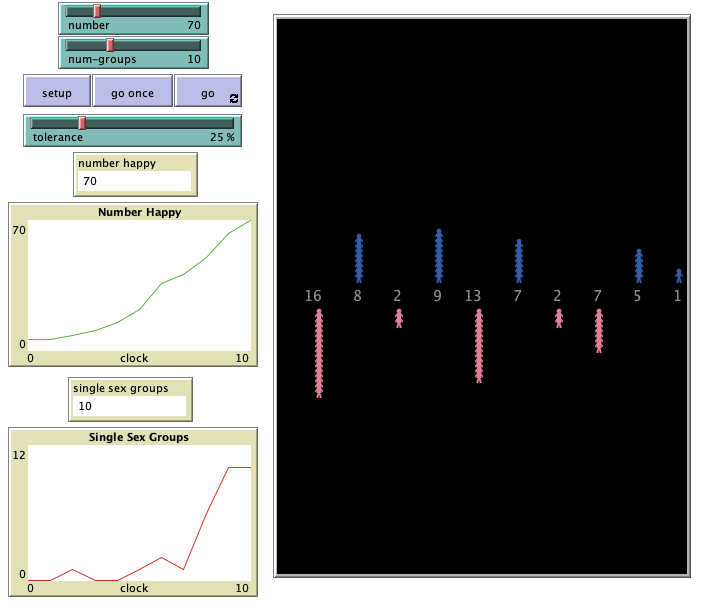 number 70
num-groups 10
setup go once go
tolerance 25 %
number happy
70
Number Happy
70
0
0 clock 10
single sex groups
10
Single Sex Groups
12
0
0 clock 10
16 8 2 9 13 7 2 7 5 1